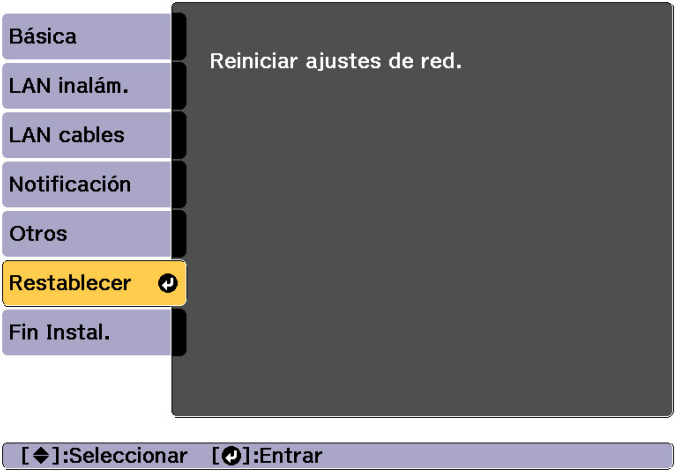 Básica
LAN inalám.
LAN cables
Notificación
Otros
Restablecer
Fin Instal.
Reiniciar ajustes de red.
[◆]:Seleccionar [↵]:Entrar